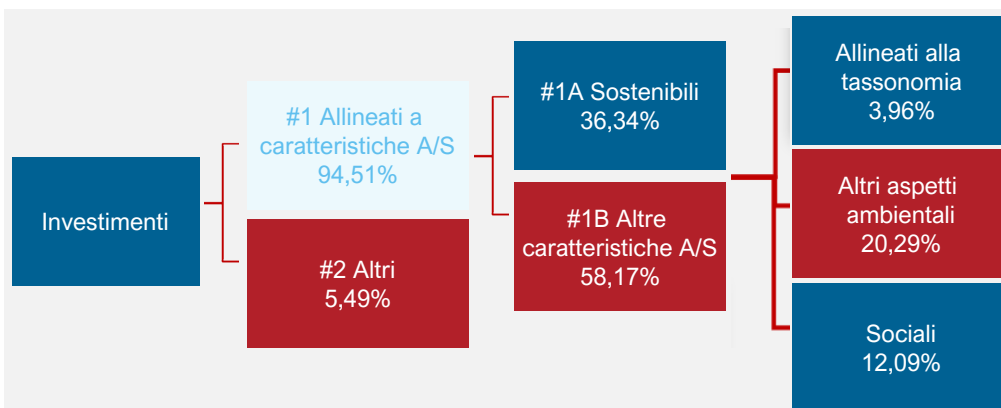 Investimenti
#1 Allineati a
caratteristiche A/S
94,51%
#2 Altri
5,49%
#1A Sostenibili
36,34%
#1B Altre
caratteristiche A/S
58,17%
Allineati alla
tassonomia
3,96%
Altri aspetti
ambientali
20,29%
Sociali
12,09%